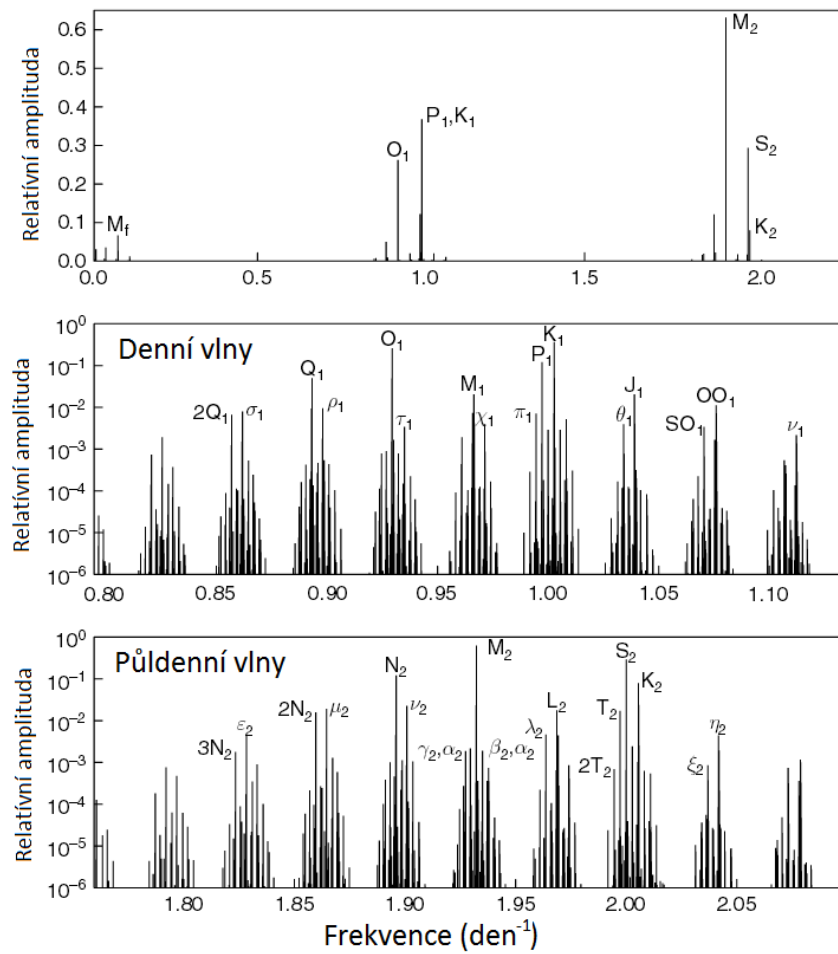 Relatívní amplituda
0.6
0.5
0.4
0.3
0.2
0.1
0.0
M₂
P₁,K₁
O₁
S₂
K₂
M_f
0.0 0.5 1.0 1.5 2.0
Relatívní amplituda
10⁰
10⁻¹
10⁻²
10⁻³
10⁻⁴
10⁻⁵
10⁻⁶
Denní vlny
O₁ K₁
P₁
Q₁ M₁ J₁ OO₁
2Q₁ σ₁ ρ₁ τ₁ χ₁ π₁ θ₁ SO₁ ν₁
0.80 0.85 0.90 0.95 1.00 1.05 1.10
Relatívní amplituda
10⁰
10⁻¹
10⁻²
10⁻³
10⁻⁴
10⁻⁵
10⁻⁶
Půldenní vlny
M₂ S₂
N₂ K₂
2N₂ μ₂ ν₂ L₂ T₂
3N₂ ε₂ γ₂,α₂ β₂,α₂ λ₂ 2T₂ ξ₂ η₂
1.80 1.85 1.90 1.95 2.00 2.05
Frekvence (den⁻¹)